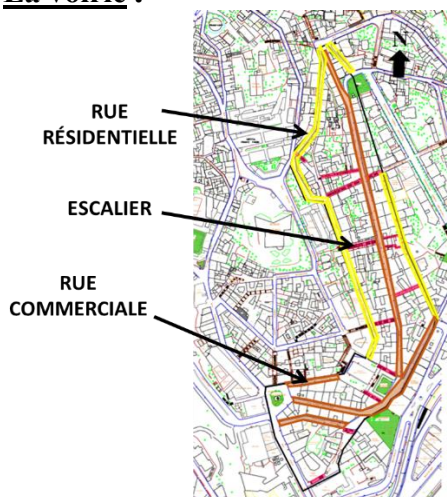 La voirie :
N
RUE
RÉSIDENTIELLE
ESCALIER
RUE
COMMERCIALE